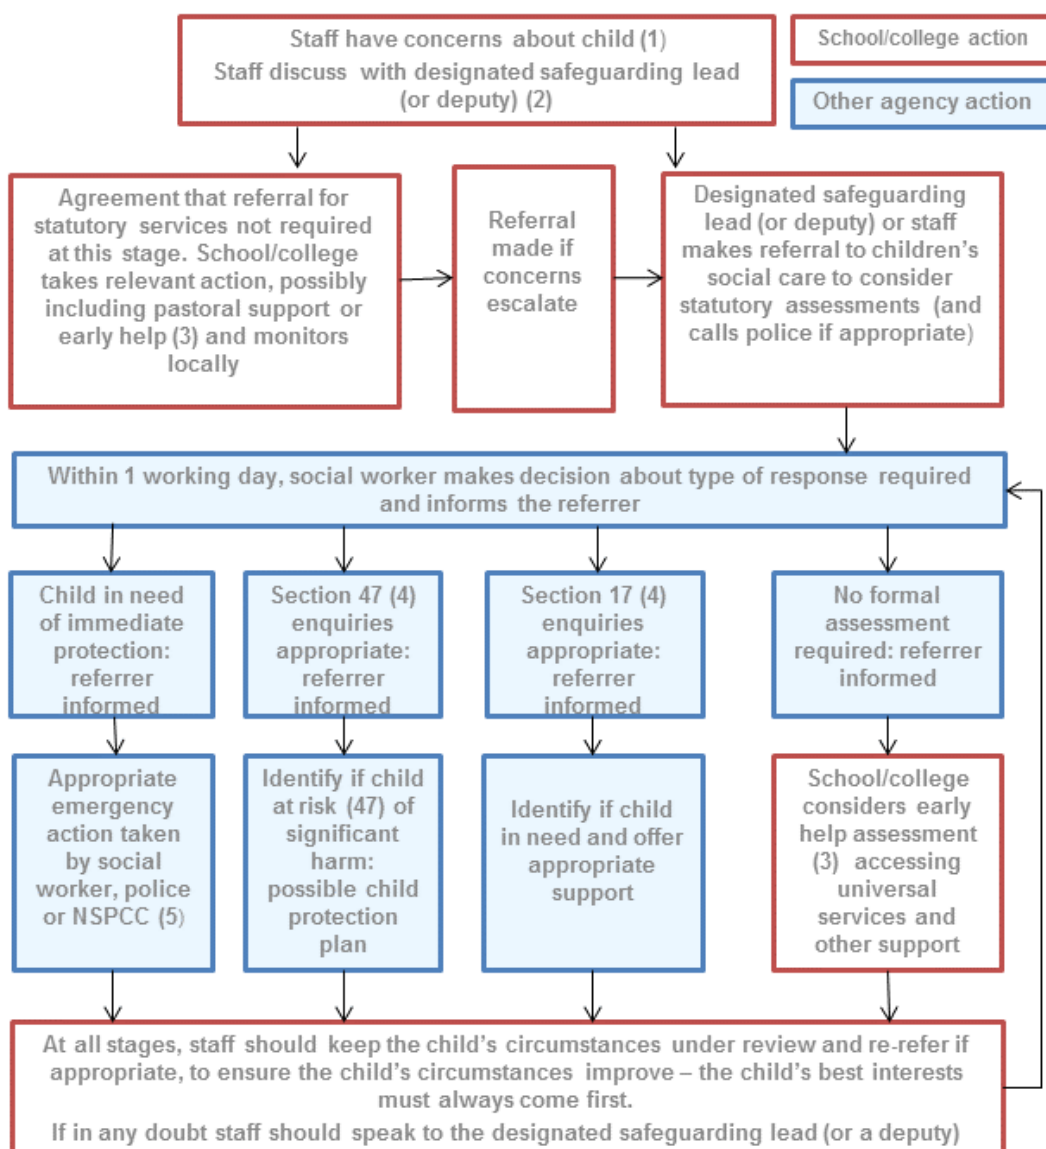 Staff have concerns about child (1)
Staff discuss with designated safeguarding lead
(or deputy) (2)
School/college action
Other agency action
Agreement that referral for
statutory services not required
at this stage. School/college
takes relevant action, possibly
including pastoral support or
early help (3) and monitors
locally
Referral
made if
concerns
escalate
Designated safeguarding
lead (or deputy) or staff
makes referral to children’s
social care to consider
statutory assessments (and
calls police if appropriate)
Within 1 working day, social worker makes decision about type of response required
and informs the referrer
Child in need
of immediate
protection:
referrer
informed
Section 47 (4)
enquiries
appropriate:
referrer
informed
Section 17 (4)
enquiries
appropriate:
referrer
informed
No formal
assessment
required: referrer
informed
Appropriate
emergency
action taken
by social
worker, police
or NSPCC (5)
Identify if child
at risk (47) of
significant
harm:
possible child
protection
plan
Identify if child
in need and offer
appropriate
support
School/college
considers early
help assessment
(3) accessing
universal
services and
other support
At all stages, staff should keep the child’s circumstances under review and re-refer if
appropriate, to ensure the child’s circumstances improve – the child’s best interests
must always come first.
If in any doubt staff should speak to the designated safeguarding lead (or a deputy)